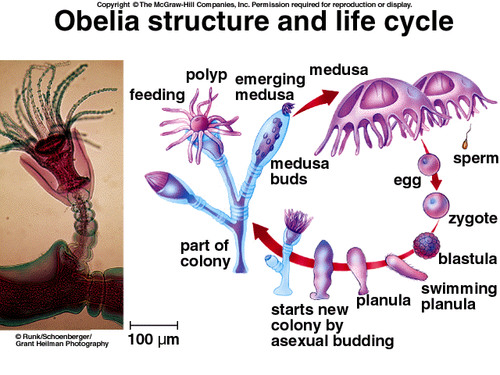 Copyright © The McGraw-Hill Companies, Inc. Permission required for reproduction or display.
Obelia structure and life cycle
polyp
feeding
emerging
medusa
medusa
medusa
buds
sperm
egg
zygote
part of
colony
blastula
swimming
planula
planula
starts new
colony by
asexual budding
© Runk/Schoenberger/
Grant Heilman Photography
100 µm